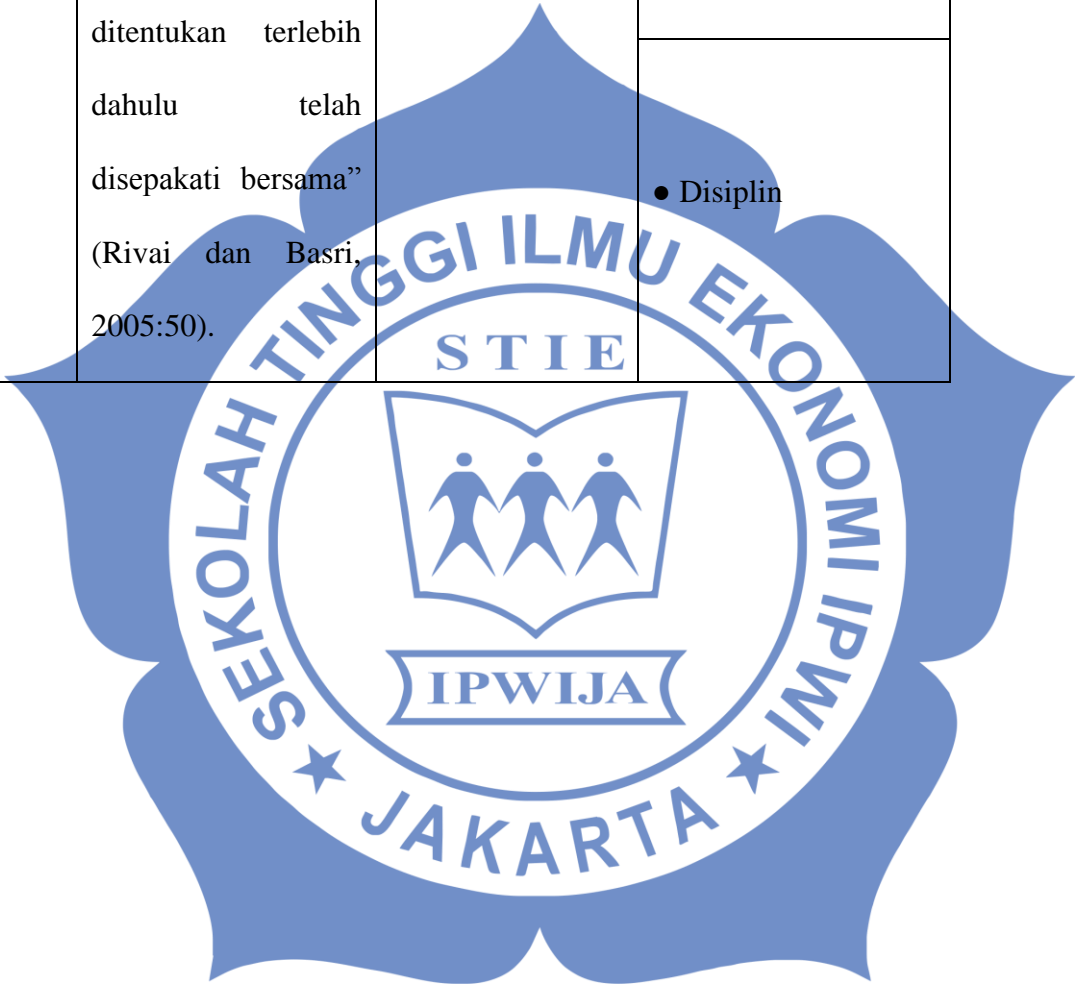 ditentukan terlebih
dahulu telah
disepakati bersama”
(Rivai dan Basri,
2005:50).
● Disiplin
SEKOLAH TINGGI ILMU EKONOMI IPWI
STIE
IPWIJA
★ JAKARTA ★